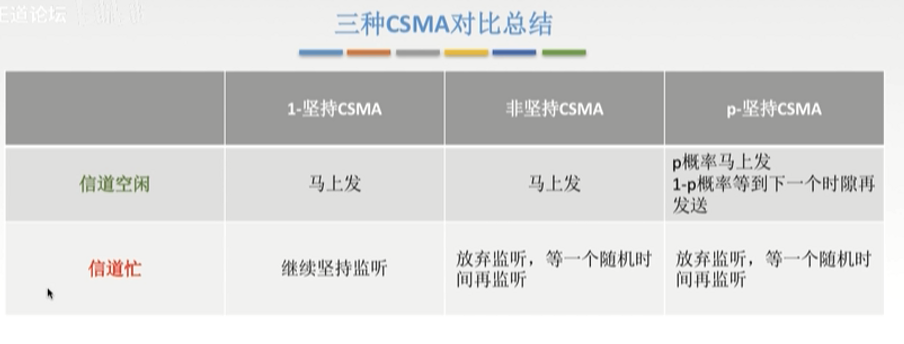 王道论坛
三种CSMA对比总结
1-坚持CSMA
非坚持CSMA
p-坚持CSMA
信道空闲
马上发
马上发
p概率马上发
1-p概率等到下一个时隙再
发送
信道忙
继续坚持监听
放弃监听，等一个随机时
间再监听
放弃监听，等一个随机时
间再监听